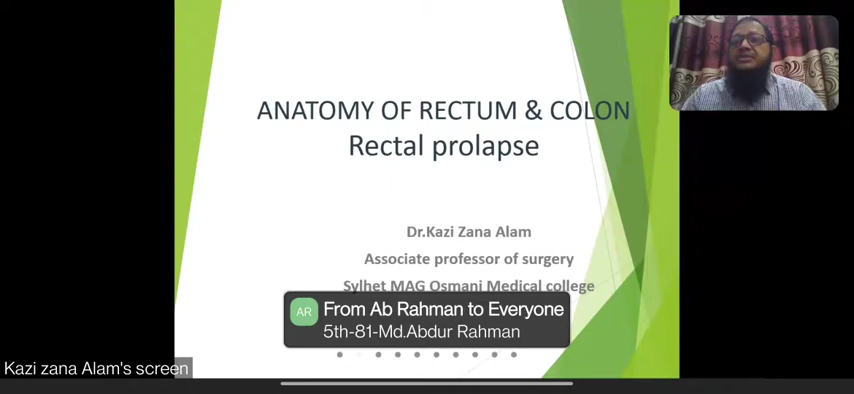 ANATOMY OF RECTUM & COLON
Rectal prolapse
Dr.Kazi Zana Alam
Associate professor of surgery
Sylhet MAG Osmani Medical college
AR
From Ab Rahman to Everyone
5th-81-Md.Abdur Rahman
Kazi zana Alam's screen